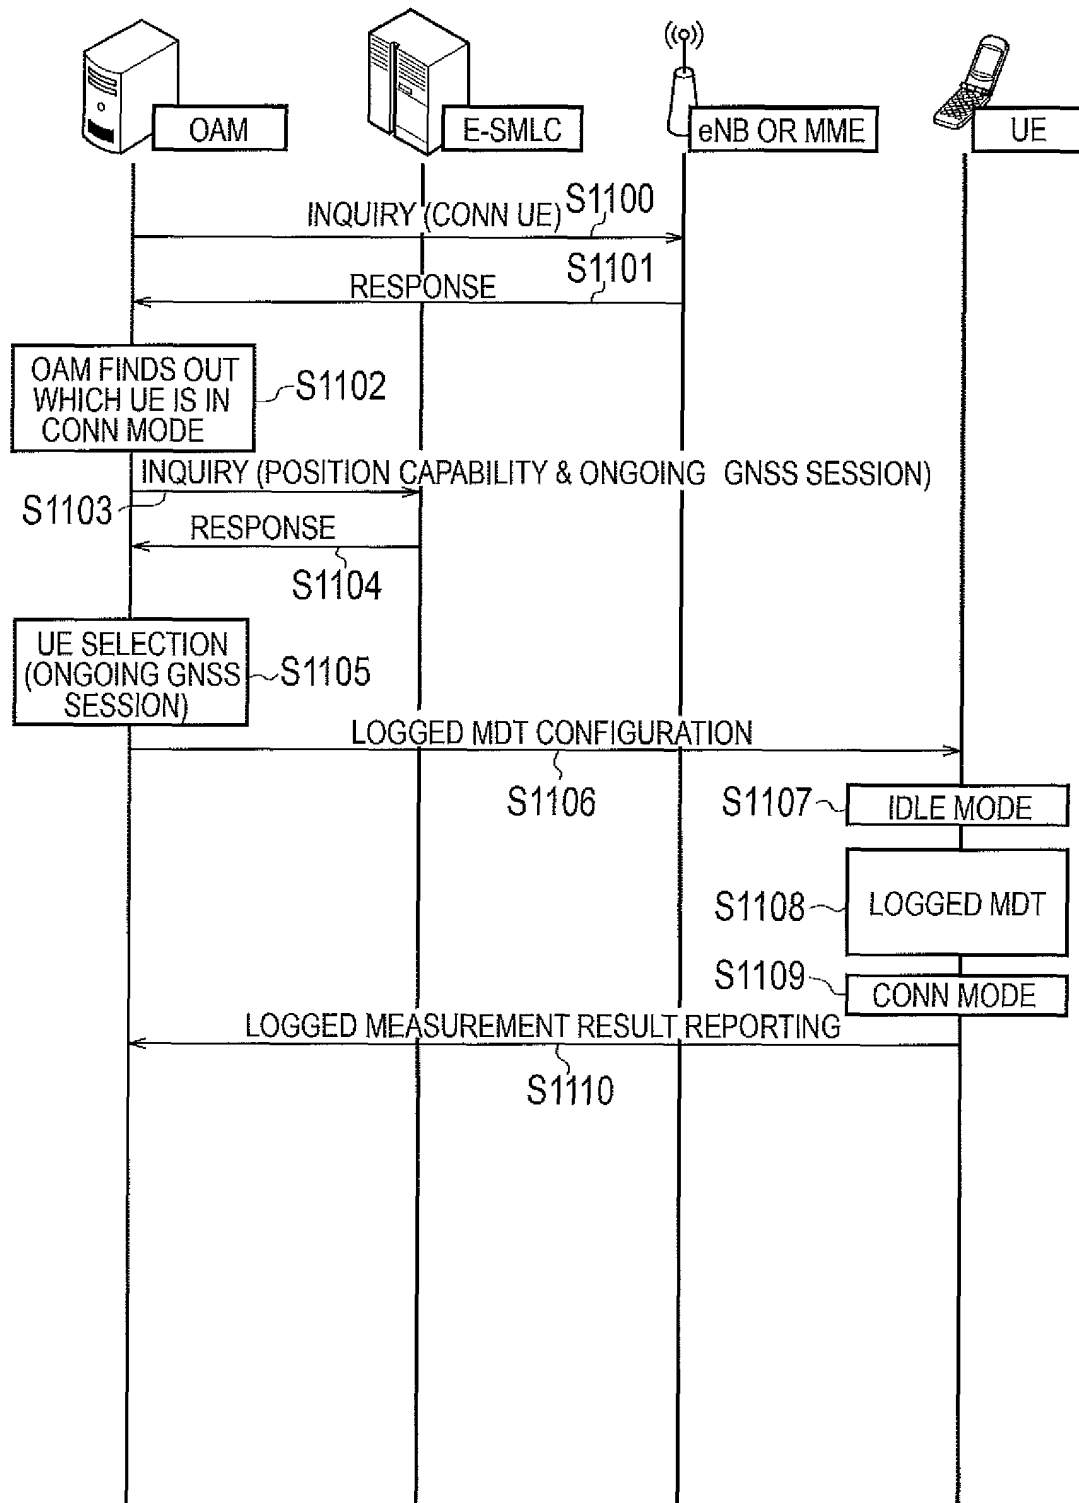 OAM
E-SMLC
eNB OR MME
UE
S1100
INQUIRY (CONN UE)
S1101
RESPONSE
OAM FINDS OUT
WHICH UE IS IN
CONN MODE
S1102
INQUIRY (POSITION CAPABILITY & ONGOING GNSS SESSION)
S1103
RESPONSE
S1104
UE SELECTION
(ONGOING GNSS
SESSION)
S1105
LOGGED MDT CONFIGURATION
S1106
S1107
IDLE MODE
S1108
LOGGED MDT
S1109
CONN MODE
LOGGED MEASUREMENT RESULT REPORTING
S1110